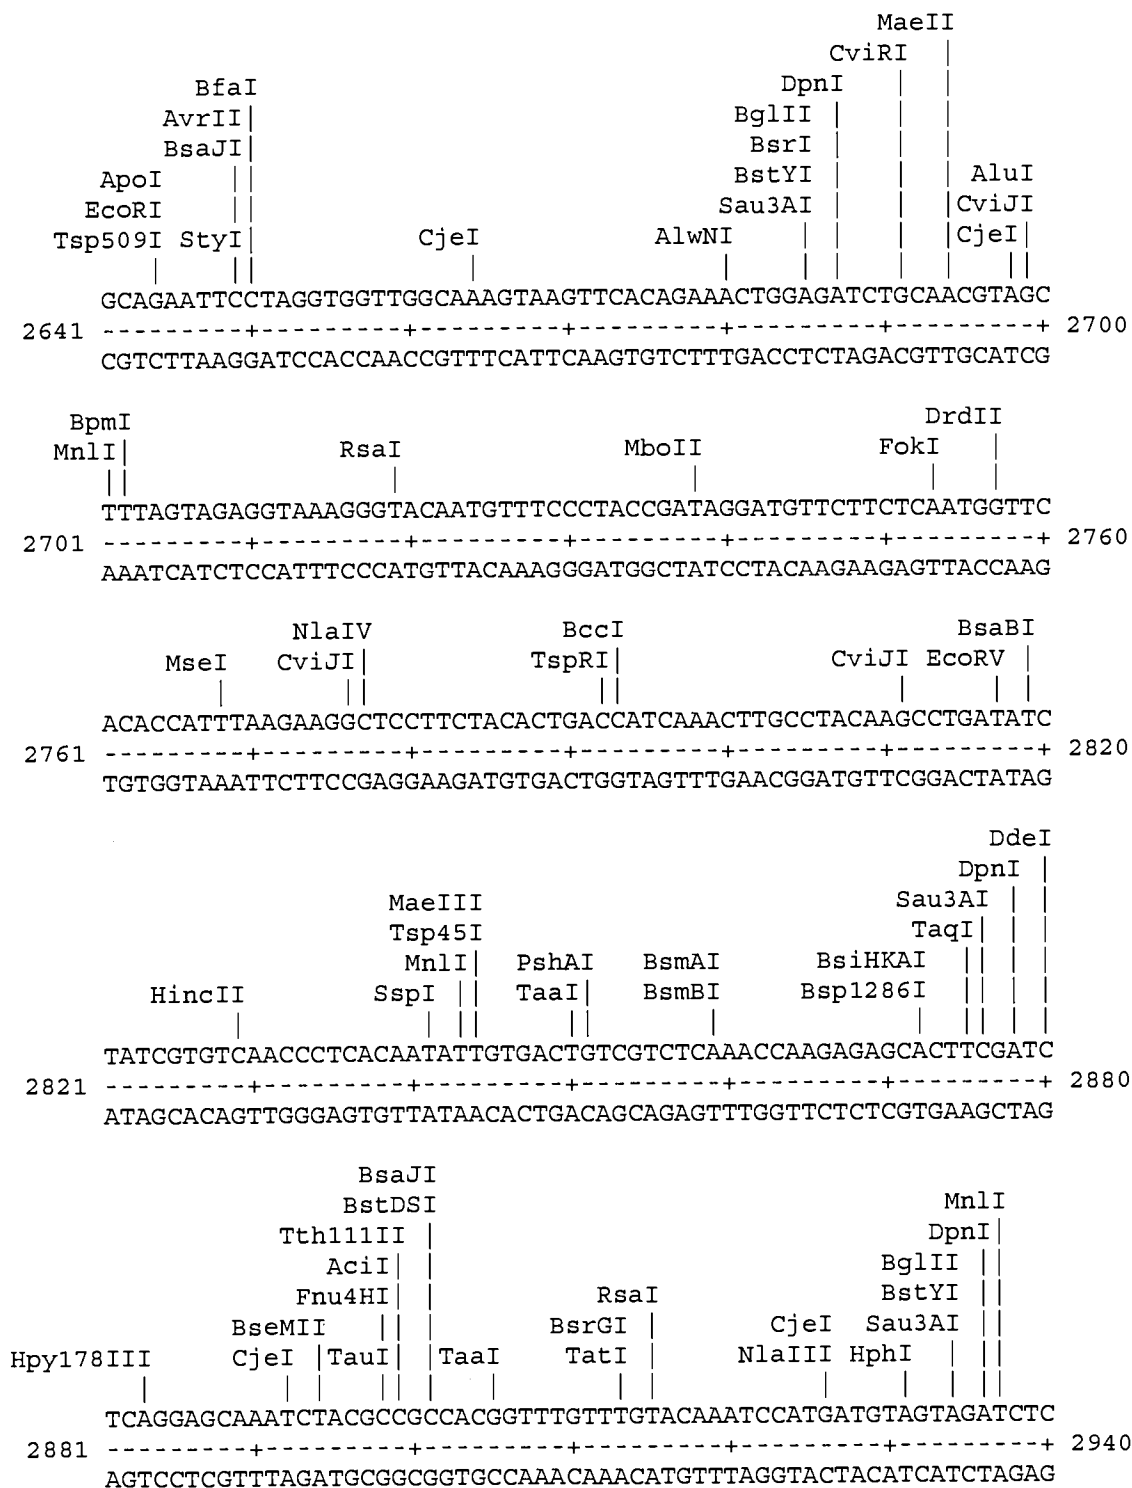 MaeII
CviRI
BfaI DpnI
AvrII BglII
BsaJI BsrI
ApoI BstYI AluI
EcoRI Sau3AI CviJI
Tsp509I StyI CjeI AlwNI CjeI
GCAGAATTCCTAGGTGGTTGGCAAAGTAAGTTCACAGAAACTGGAGATCTGCAACGTAGC
2641 ---------+---------+---------+---------+---------+---------+ 2700
CGTCTTAAGGATCCACCAACCGTTTCATTCAAGTGTCTTTGACCTCTAGACGTTGCATCG
BpmI DrdII
MnlI RsaI MboII FokI
TTTAGTAGAGGTAAAGGGTACAATGTTTCCCTACCGATAGGATGTTCTTCTCAATGGTTC
2701 ---------+---------+---------+---------+---------+---------+ 2760
AAATCATCTCCATTTCCCATGTTACAAAGGGATGGCTATCCTACAAGAAGAGTTACCAAG
NlaIV BccI BsaBI
MseI CviJI TspRI CviJI EcoRV
ACACCATTTAAGAAGGCTCCTTCTACACTGACCATCAAACTTGCCTACAAGCCTGATATC
2761 ---------+---------+---------+---------+---------+---------+ 2820
TGTGGTAAATTCTTCCGAGGAAGATGTGACTGGTAGTTTGAACGGATGTTCGGACTATAG
DdeI
DpnI
MaeIII Sau3AI
Tsp45I TaqI
MnlI PshAI BsmAI BsiHKAI
HincII SspI TaaI BsmBI Bsp1286I
TATCGTGTCAACCCTCACAATATTGTGACTGTCGTCTCAAACCAAGAGAGCACTTCGATC
2821 ---------+---------+---------+---------+---------+---------+ 2880
ATAGCACAGTTGGGAGTGTTATAACACTGACAGCAGAGTTTGGTTCTCTCGTGAAGCTAG
BsaJI
BstDSI MnlI
Tth111II DpnI
AciI BglII
Fnu4HI RsaI BstYI
BseMII BsrGI CjeI Sau3AI
Hpy178III CjeI TauI TaaI TatI NlaIII HphI
TCAGGAGCAAATCTACGCCGCCACGGTTTGTTTGTACAAATCCATGATGTAGTAGATCTC
2881 ---------+---------+---------+---------+---------+---------+ 2940
AGTCCTCGTTTAGATGCGGCGGTGCCAAACAAACATGTTTAGGTACTACATCATCTAGAG